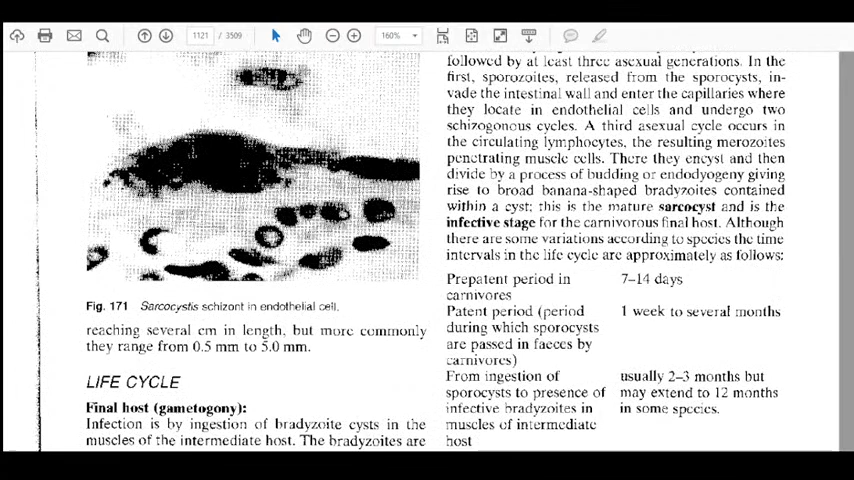 1121 / 3509
160%
Fig. 171 Sarcocystis schizont in endothelial cell.
reaching several cm in length, but more commonly
they range from 0.5 mm to 5.0 mm.
LIFE CYCLE
Final host (gametogony):
Infection is by ingestion of bradyzoite cysts in the
muscles of the intermediate host. The bradyzoites are
followed by at least three asexual generations. In the
first, sporozoites, released from the sporocysts, in-
vade the intestinal wall and enter the capillaries where
they locate in endothelial cells and undergo two
schizogonous cycles. A third asexual cycle occurs in
the circulating lymphocytes, the resulting merozoites
penetrating muscle cells. There they encyst and then
divide by a process of budding or endodyogeny giving
rise to broad banana-shaped bradyzoites contained
within a cyst; this is the mature sarcocyst and is the
infective stage for the carnivorous final host. Although
there are some variations according to species the time
intervals in the life cycle are approximately as follows:
Prepatent period in 7–14 days
carnivores
Patent period (period 1 week to several months
during which sporocysts
are passed in faeces by
carnivores)
From ingestion of usually 2–3 months but
sporocysts to presence of may extend to 12 months
infective bradyzoites in in some species.
muscles of intermediate
host